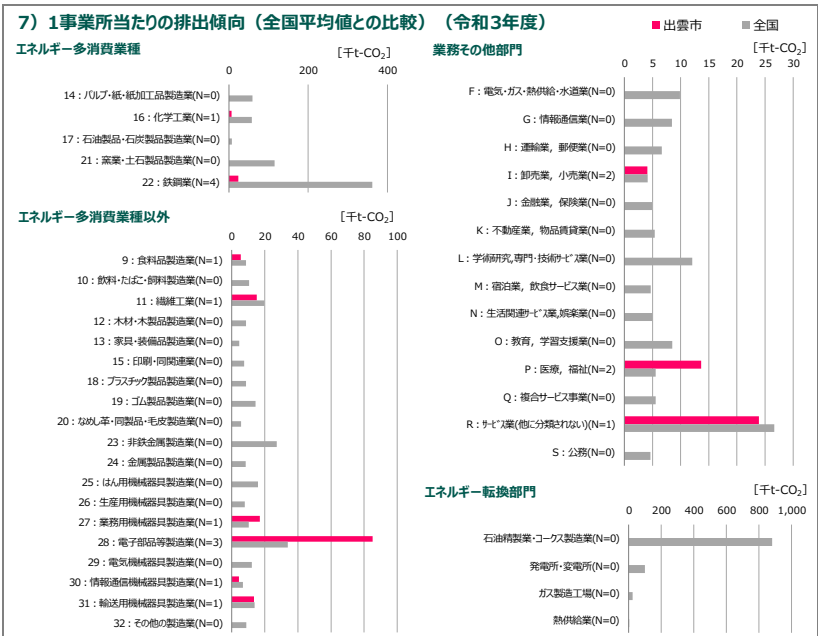 7）1事業所当たりの排出傾向（全国平均値との比較）（令和3年度）
■出雲市 ■全国
エネルギー多消費業種
［千t-CO₂］
0 200 400
14：パルプ・紙・紙加工品製造業(N=0)
16：化学工業(N=1)
17：石油製品・石炭製品製造業(N=0)
21：窯業・土石製品製造業(N=0)
22：鉄鋼業(N=4)
エネルギー多消費業種以外
［千t-CO₂］
0 20 40 60 80 100
9：食料品製造業(N=1)
10：飲料・たばこ・飼料製造業(N=0)
11：繊維工業(N=1)
12：木材・木製品製造業(N=0)
13：家具・装備品製造業(N=0)
15：印刷・同関連業(N=0)
18：プラスチック製品製造業(N=0)
19：ゴム製品製造業(N=0)
20：なめし革・同製品・毛皮製造業(N=0)
23：非鉄金属製造業(N=0)
24：金属製品製造業(N=0)
25：はん用機械器具製造業(N=0)
26：生産用機械器具製造業(N=0)
27：業務用機械器具製造業(N=1)
28：電子部品等製造業(N=3)
29：電気機械器具製造業(N=0)
30：情報通信機械器具製造業(N=1)
31：輸送用機械器具製造業(N=1)
32：その他の製造業(N=0)
業務その他部門
［千t-CO₂］
0 5 10 15 20 25 30
F：電気・ガス・熱供給・水道業(N=0)
G：情報通信業(N=0)
H：運輸業，郵便業(N=0)
I：卸売業，小売業(N=2)
J：金融業，保険業(N=0)
K：不動産業，物品賃貸業(N=0)
L：学術研究,専門・技術ｻｰﾋﾞｽ業(N=0)
M：宿泊業，飲食サービス業(N=0)
N：生活関連ｻｰﾋﾞｽ業,娯楽業(N=0)
O：教育，学習支援業(N=0)
P：医療，福祉(N=2)
Q：複合サービス事業(N=0)
R：ｻｰﾋﾞｽ業(他に分類されない)(N=1)
S：公務(N=0)
エネルギー転換部門
［千t-CO₂］
0 200 400 600 800 1,000
石油精製業・コークス製造業(N=0)
発電所・変電所(N=0)
ガス製造工場(N=0)
熱供給業(N=0)